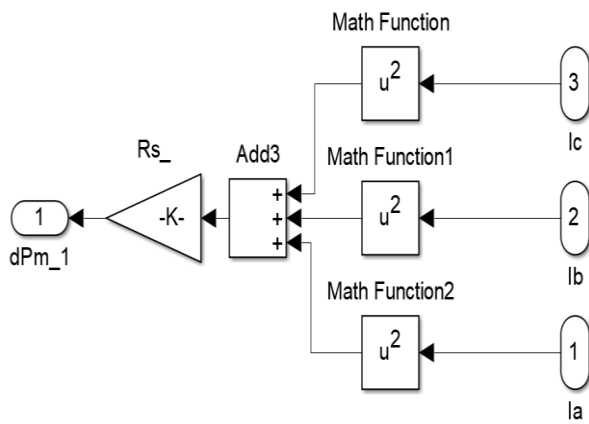 Math Function
u2
3
Ic
Rs_
Add3
Math Function1
+
-K-
+
u2
2
1
+
dPm_1
Ib
Math Function2
u2
1
Ia